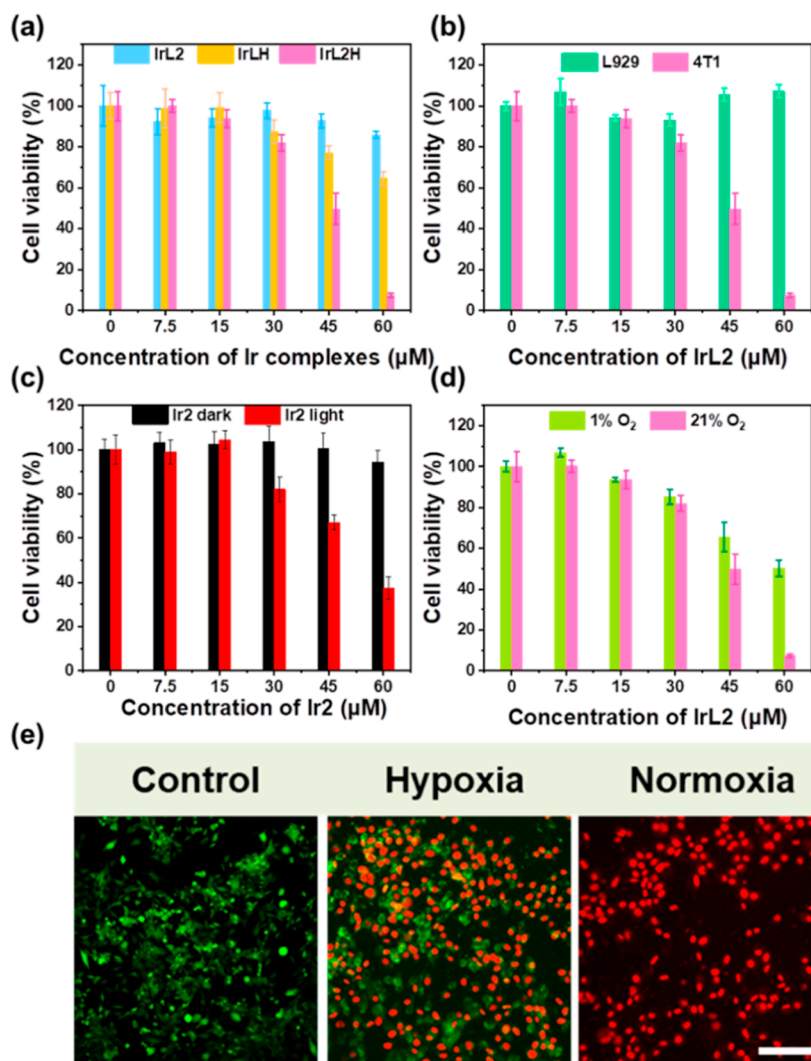 (a)
IrL2 IrLH IrL2H
Cell viability (%)
120
100
80
60
40
20
0
0 7.5 15 30 45 60
Concentration of Ir complexes (μM)
(b)
L929 4T1
Cell viability (%)
120
100
80
60
40
20
0
0 7.5 15 30 45 60
Concentration of IrL2 (μM)
(c)
Ir2 dark Ir2 light
Cell viability (%)
120
100
80
60
40
20
0
0 7.5 15 30 45 60
Concentration of Ir2 (μM)
(d)
1% O₂ 21% O₂
Cell viability (%)
120
100
80
60
40
20
0
0 7.5 15 30 45 60
Concentration of IrL2 (μM)
(e)
Control Hypoxia Normoxia